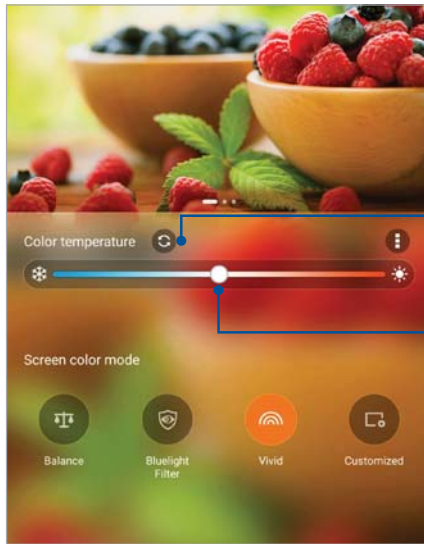 Color temperature
Screen color mode
Balance
Bluelight
Filter
Vivid
Customized